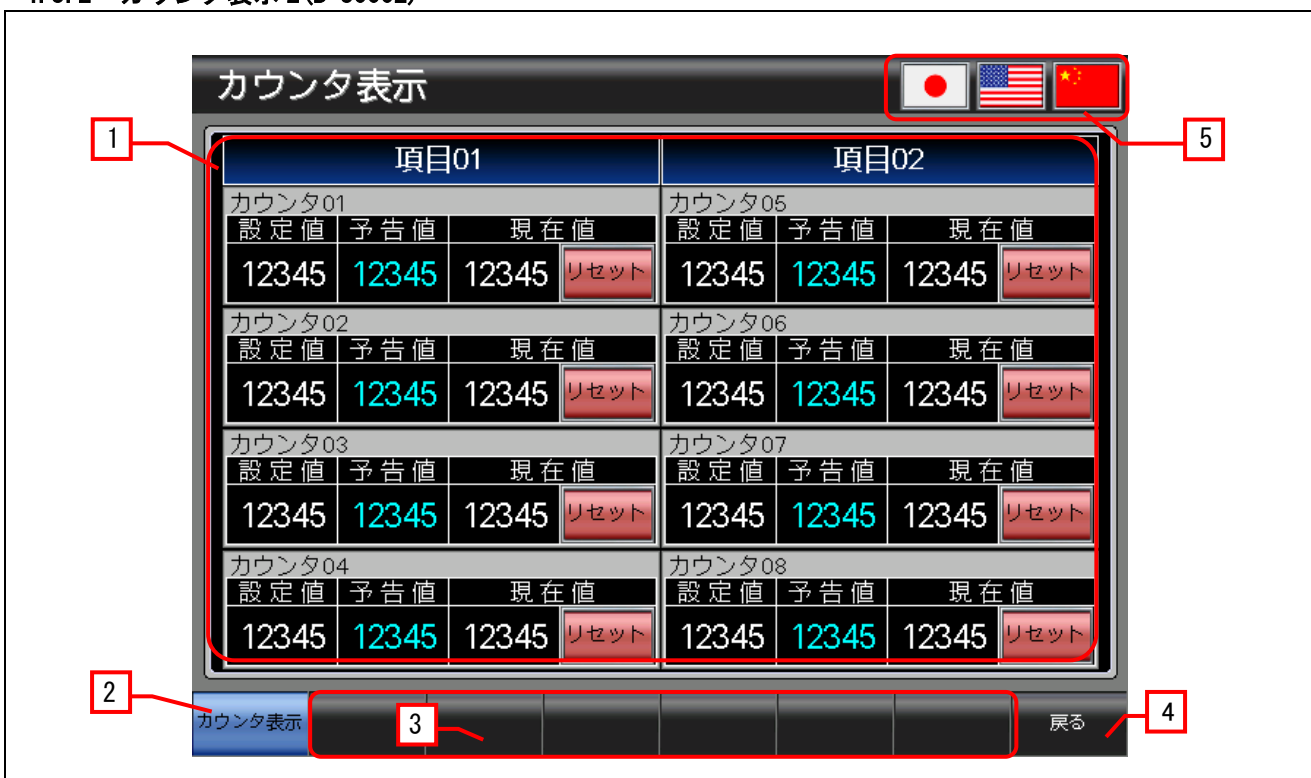 カウンタ表示
1
5
項目01 項目02
カウンタ01 カウンタ05
設定値 予告値 現在値 設定値 予告値 現在値
12345 12345 12345 リセット 12345 12345 12345 リセット
カウンタ02 カウンタ06
設定値 予告値 現在値 設定値 予告値 現在値
12345 12345 12345 リセット 12345 12345 12345 リセット
カウンタ03 カウンタ07
設定値 予告値 現在値 設定値 予告値 現在値
12345 12345 12345 リセット 12345 12345 12345 リセット
カウンタ04 カウンタ08
設定値 予告値 現在値 設定値 予告値 現在値
12345 12345 12345 リセット 12345 12345 12345 リセット
2
カウンタ表示 3 戻る 4